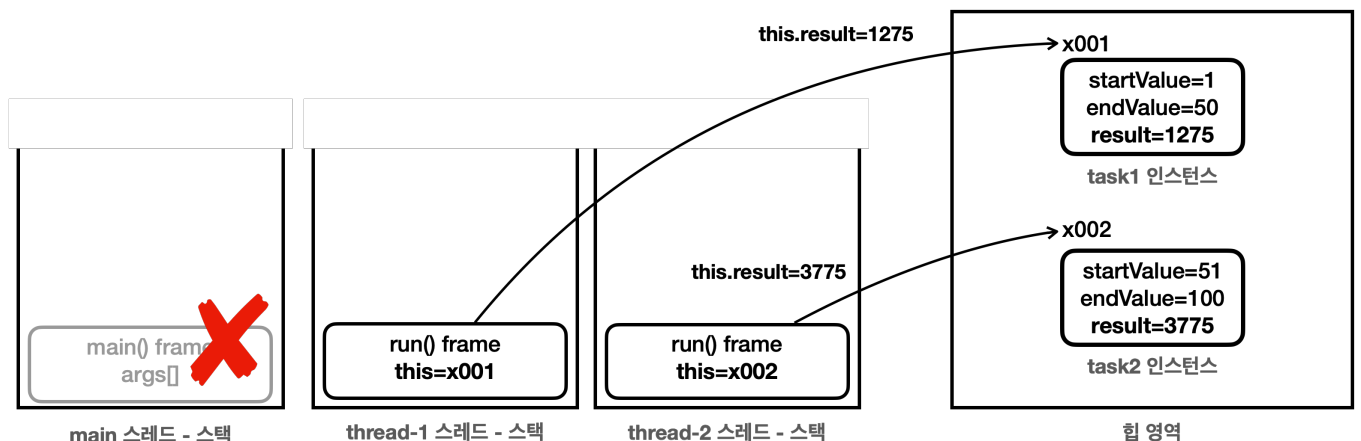 this.result=1275
x001
startValue=1
endValue=50
result=1275
task1 인스턴스
x002
this.result=3775
startValue=51
endValue=100
result=3775
task2 인스턴스
main() frame
args[]
run() frame
this=x001
run() frame
this=x002
main 스레드 - 스택
thread-1 스레드 - 스택
thread-2 스레드 - 스택
힙 영역